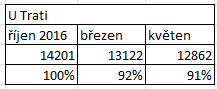 U Trati
říjen 2016 březen květen
14201 13122 12862
100% 92% 91%